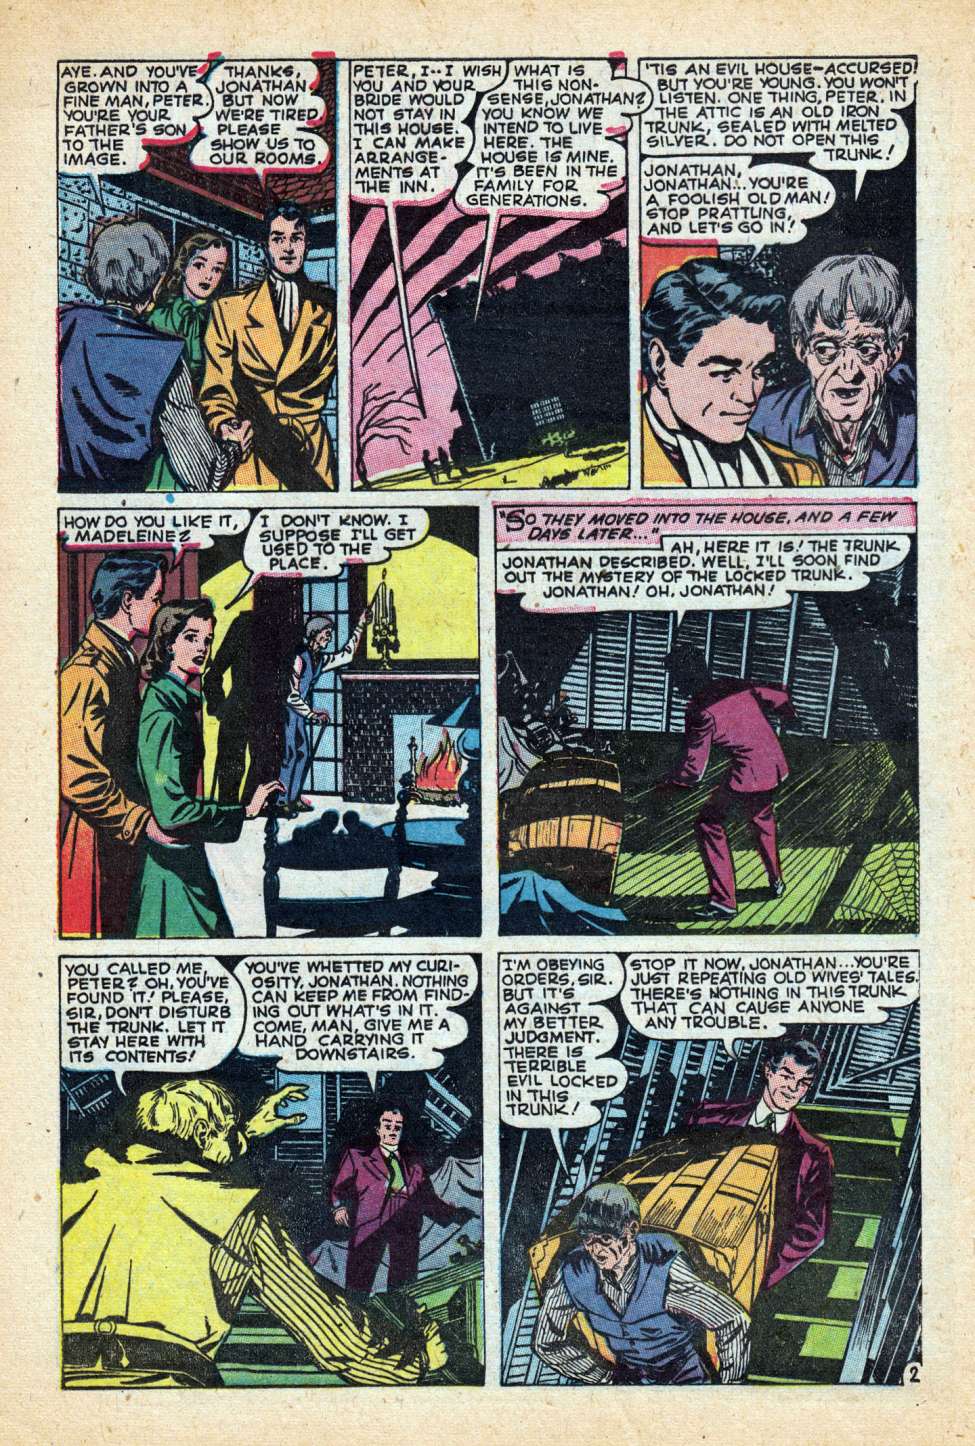 AYE. AND YOU'VE
GROWN INTO A
FINE MAN, PETER.
YOU'RE YOUR
FATHER'S SON
TO THE
IMAGE.
THANKS,
JONATHAN.
BUT NOW
WE'RE TIRED.
PLEASE
SHOW US TO
OUR ROOMS.
PETER, I-- I WISH
YOU AND YOUR
BRIDE WOULD
NOT STAY IN
THIS HOUSE.
I CAN MAKE
ARRANGE-
MENTS AT
THE INN.
WHAT IS
THIS NON-
SENSE, JONATHAN?
YOU KNOW WE
INTEND TO LIVE
HERE. THE
HOUSE IS MINE.
IT'S BEEN IN THE
FAMILY FOR
GENERATIONS.
'TIS AN EVIL HOUSE--ACCURSED!
BUT YOU'RE YOUNG. YOU WON'T
LISTEN. ONE THING, PETER. IN
THE ATTIC IS AN OLD IRON
TRUNK, SEALED WITH MELTED
SILVER. DO NOT OPEN THIS
TRUNK!
JONATHAN,
JONATHAN... YOU'RE
A FOOLISH OLD MAN!
STOP PRATTLING,
AND LET'S GO IN!
HOW DO YOU LIKE IT,
MADELEINE?
I DON'T KNOW. I
SUPPOSE I'LL GET
USED TO THE
PLACE.
"SO THEY MOVED INTO THE HOUSE, AND A FEW
DAYS LATER..."
AH, HERE IT IS! THE TRUNK
JONATHAN DESCRIBED. WELL, I'LL SOON FIND
OUT THE MYSTERY OF THE LOCKED TRUNK.
JONATHAN! OH, JONATHAN!
YOU CALLED ME,
PETER? OH, YOU'VE
FOUND IT! PLEASE,
SIR, DON'T DISTURB
THE TRUNK. LET IT
STAY HERE WITH
ITS CONTENTS!
YOU'VE WHETTED MY CURI-
OSITY, JONATHAN. NOTHING
CAN KEEP ME FROM FIND-
ING OUT WHAT'S IN IT.
COME, MAN, GIVE ME A
HAND CARRYING IT
DOWNSTAIRS.
I'M OBEYING
ORDERS, SIR.
BUT IT'S
AGAINST
MY BETTER
JUDGMENT.
THERE IS
TERRIBLE
EVIL LOCKED
IN THIS
TRUNK!
STOP IT NOW, JONATHAN... YOU'RE
JUST REPEATING OLD WIVES' TALES.
THERE'S NOTHING IN THIS TRUNK
THAT CAN CAUSE ANYONE
ANY TROUBLE.
2